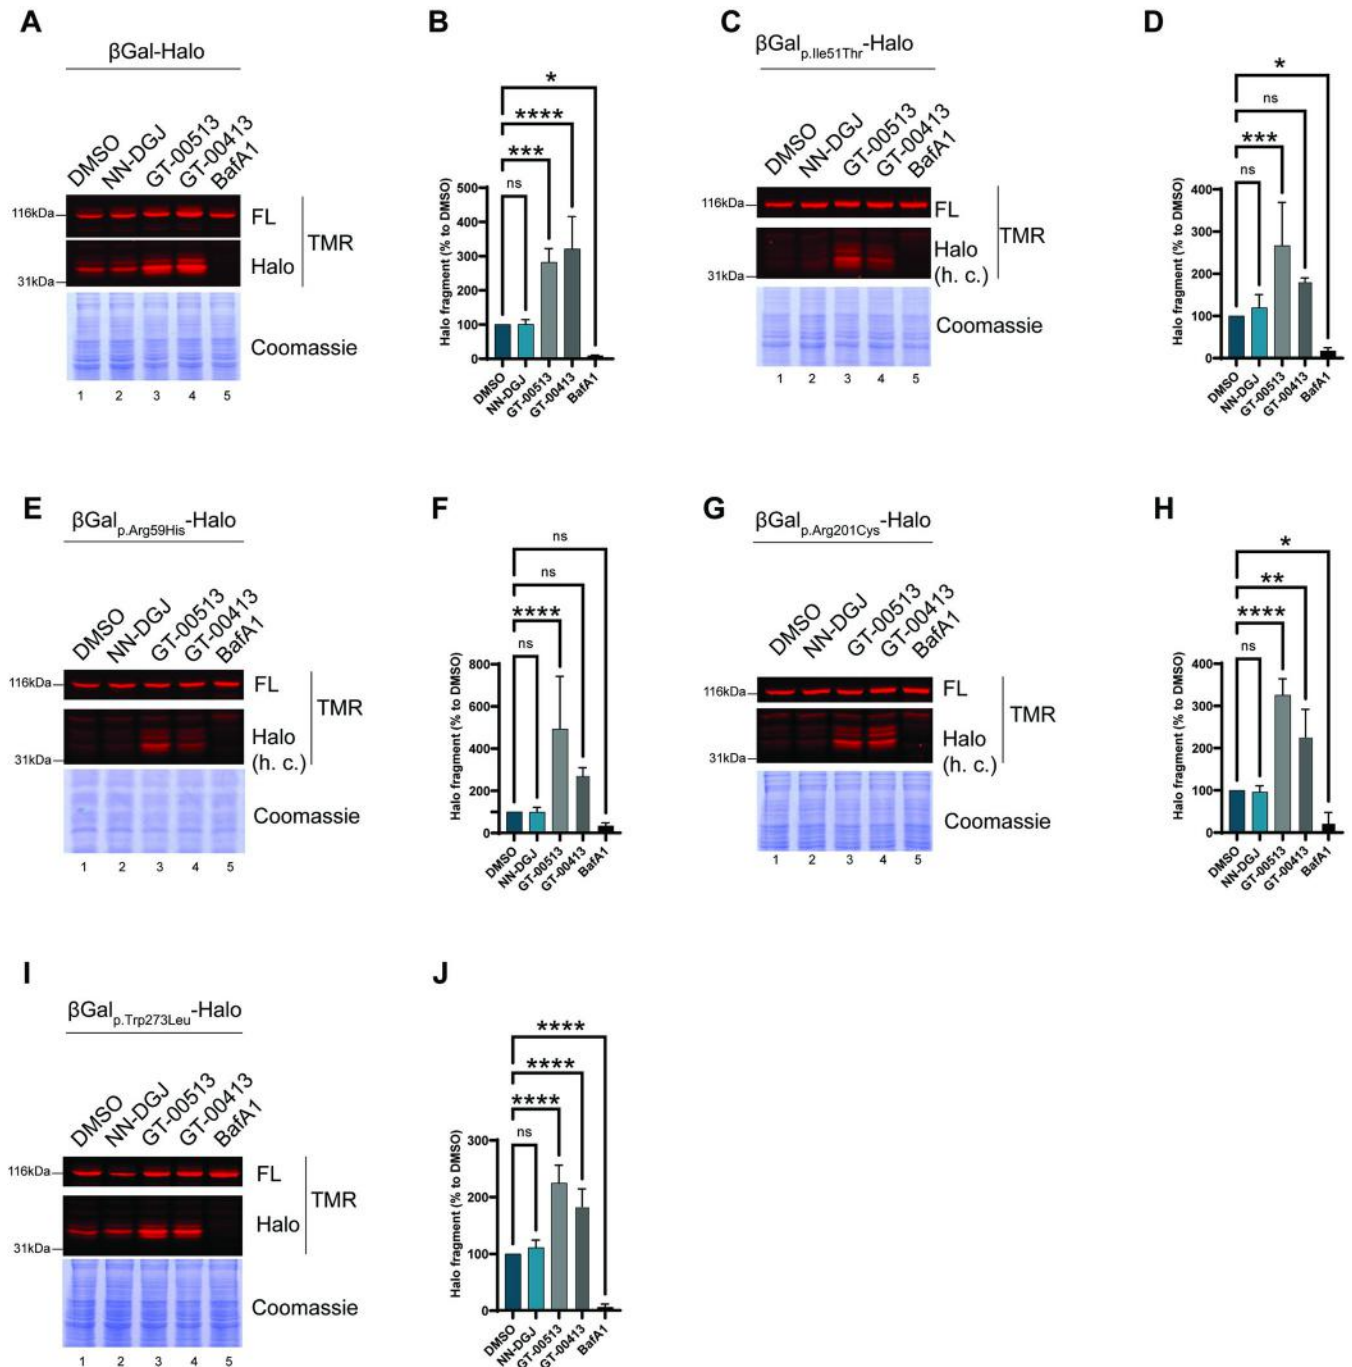 A
βGal-Halo
DMSO
NN-DGJ
GT-00513
GT-00413
BafA1
116kDa
FL
TMR
Halo
31kDa
Coomassie
1 2 3 4 5
B
*
****
***
ns
Halo fragment (% to DMSO)
500
400
300
200
100
0
DMSO
NN-DGJ
GT-00513
GT-00413
BafA1
C
βGalp.Ile51Thr-Halo
DMSO
NN-DGJ
GT-00513
GT-00413
BafA1
116kDa
FL
TMR
Halo
(h. c.)
31kDa
Coomassie
1 2 3 4 5
D
*
ns
***
ns
Halo fragment (% to DMSO)
400
300
200
100
0
DMSO
NN-DGJ
GT-00513
GT-00413
BafA1
E
βGalp.Arg59His-Halo
DMSO
NN-DGJ
GT-00513
GT-00413
BafA1
116kDa
FL
TMR
Halo
(h. c.)
31kDa
Coomassie
1 2 3 4 5
F
ns
ns
****
ns
Halo fragment (% to DMSO)
800
600
400
200
0
DMSO
NN-DGJ
GT-00513
GT-00413
BafA1
G
βGalp.Arg201Cys-Halo
DMSO
NN-DGJ
GT-00513
GT-00413
BafA1
116kDa
FL
TMR
Halo
(h. c.)
31kDa
Coomassie
1 2 3 4 5
H
*
**
****
ns
Halo fragment (% to DMSO)
400
300
200
100
0
DMSO
NN-DGJ
GT-00513
GT-00413
BafA1
I
βGalp.Trp273Leu-Halo
DMSO
NN-DGJ
GT-00513
GT-00413
BafA1
116kDa
FL
TMR
Halo
31kDa
Coomassie
1 2 3 4 5
J
****
****
****
ns
Halo fragment (% to DMSO)
300
200
100
0
DMSO
NN-DGJ
GT-00513
GT-00413
BafA1